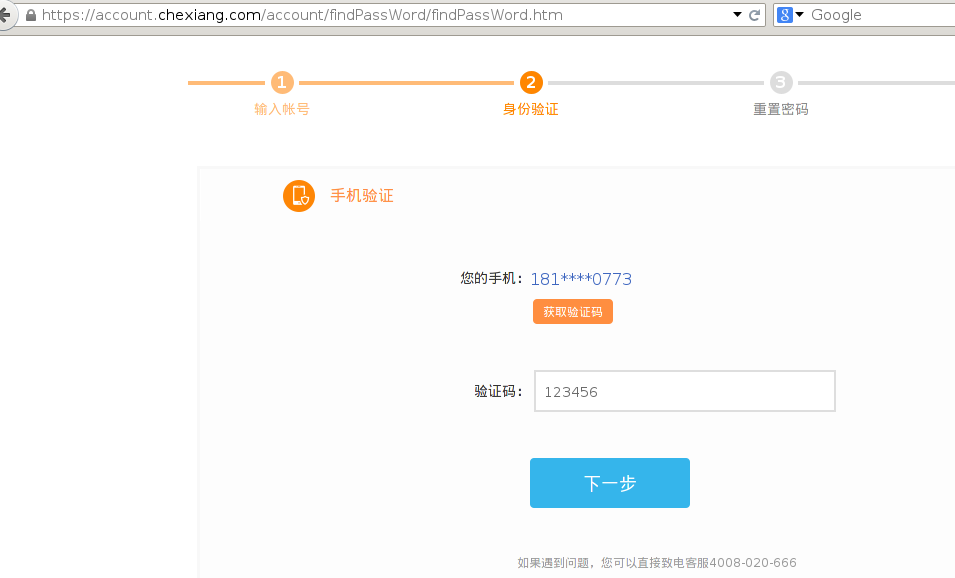 https://account.chexiang.com/account/findPassWord/findPassWord.htm
Google
1 2 3
输入帐号 身份验证 重置密码
手机验证
您的手机：181****0773
获取验证码
验证码：123456
下一步
如果遇到问题，您可以直接致电客服4008-020-666